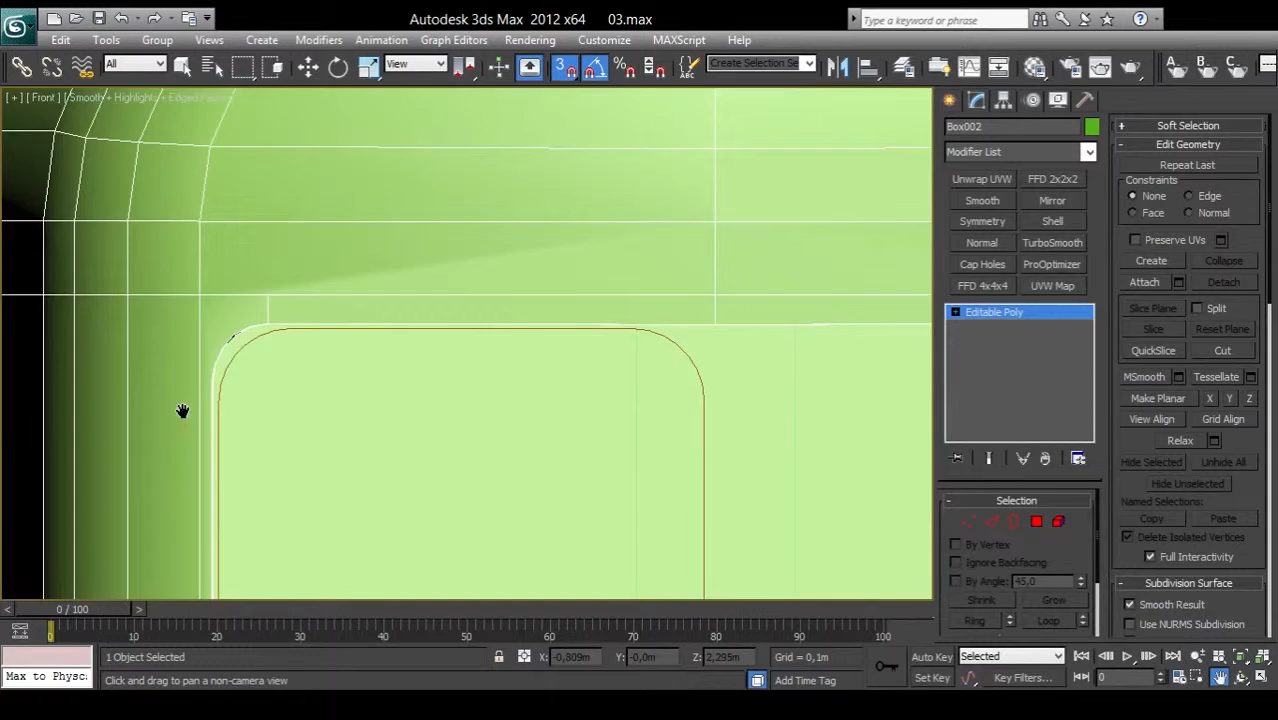 Autodesk 3ds Max 2012 x64 03.max
Type a keyword or phrase
Edit Tools Group Views Create Modifiers Animation Graph Editors Rendering Customize MAXScript Help
All View 3 Create Selection Se
[ + ] [ Front ] [ Smooth + Highlights + Edged Faces ]
Box002
Modifier List
Unwrap UVW FFD 2x2x2
Smooth Mirror
Symmetry Shell
Normal TurboSmooth
Cap Holes ProOptimizer
FFD 4x4x4 UVW Map
Editable Poly
Selection
By Vertex
Ignore Backfacing
By Angle: 45,0
Shrink Grow
Ring Loop
Soft Selection
Edit Geometry
Repeat Last
Constraints
None Edge
Face Normal
Preserve UVs
Create Collapse
Attach Detach
Slice Plane Split
Slice Reset Plane
QuickSlice Cut
MSmooth Tessellate
Make Planar X Y Z
View Align Grid Align
Relax
Hide Selected Unhide All
Hide Unselected
Named Selections:
Copy Paste
Delete Isolated Vertices
Full Interactivity
Subdivision Surface
Smooth Result
Use NURMS Subdivision
0 / 100
0 10 20 30 40 50 60 70 80 90 100
1 Object Selected X: -0,809m Y: -0,0m Z: 2,295m Grid = 0,1m Auto Key Selected
Max to Physc Click and drag to pan a non-camera view Add Time Tag Set Key Key Filters... 0